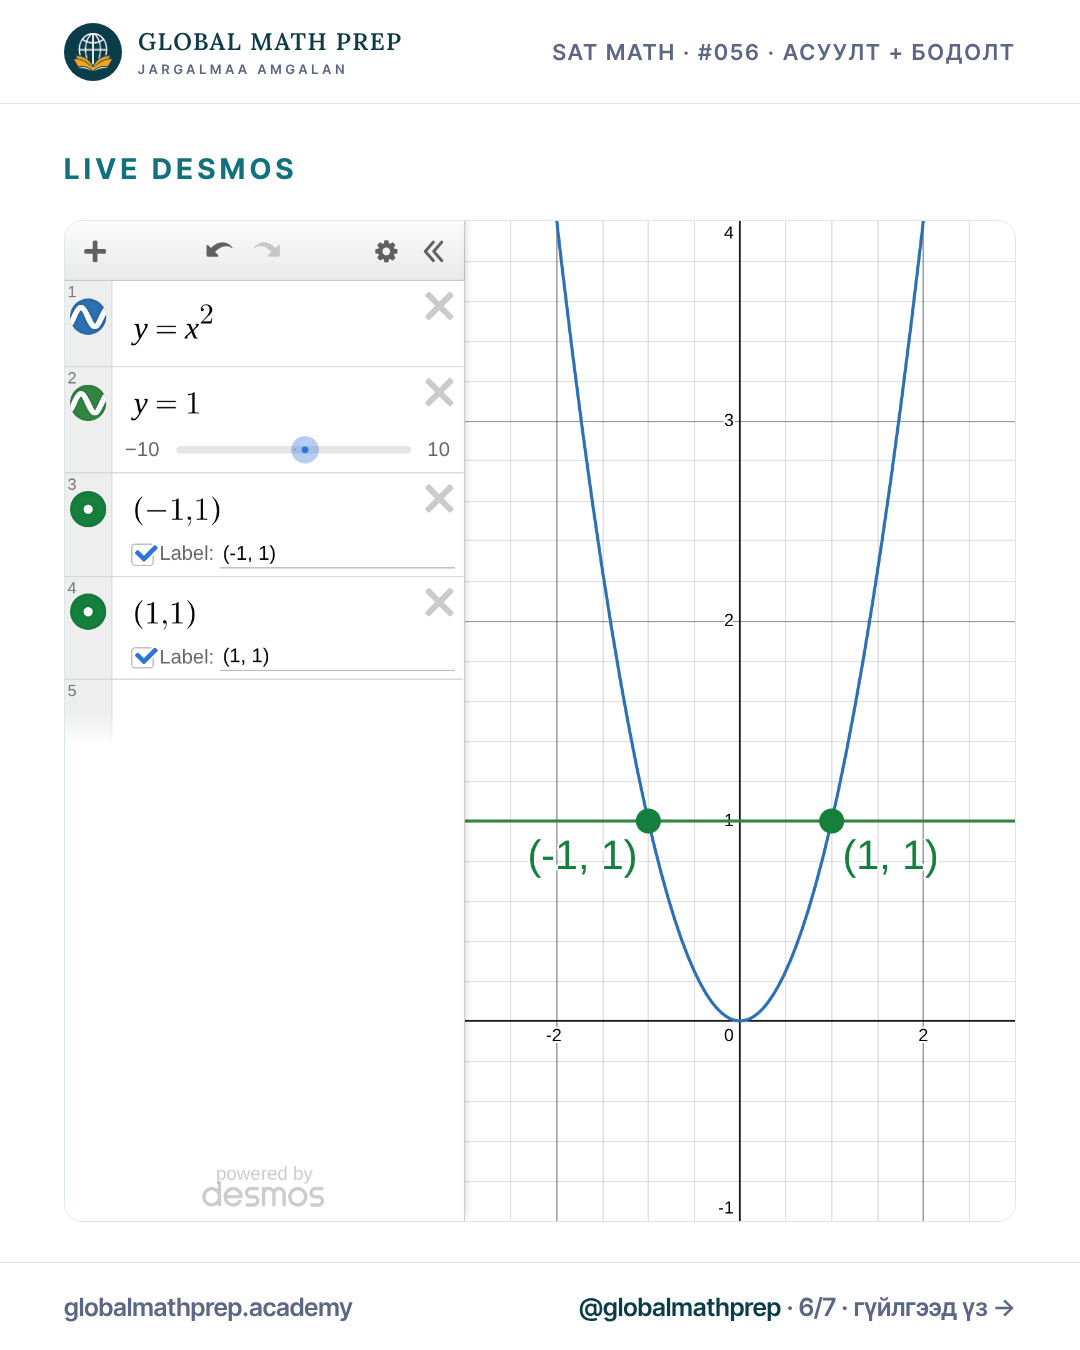 GLOBAL MATH PREP
JARGALMAA AMGALAN
SAT MATH · #056 · АСУУЛТ + БОДОЛТ
LIVE DESMOS
1
y = x²
2
y = 1
−10
10
3
(−1,1)
Label: (-1, 1)
4
(1,1)
Label: (1, 1)
5
powered by
desmos
4
3
2
1
(-1, 1)
(1, 1)
-2
0
2
-1
globalmathprep.academy
@globalmathprep · 6/7 · гүйлгээд үз →